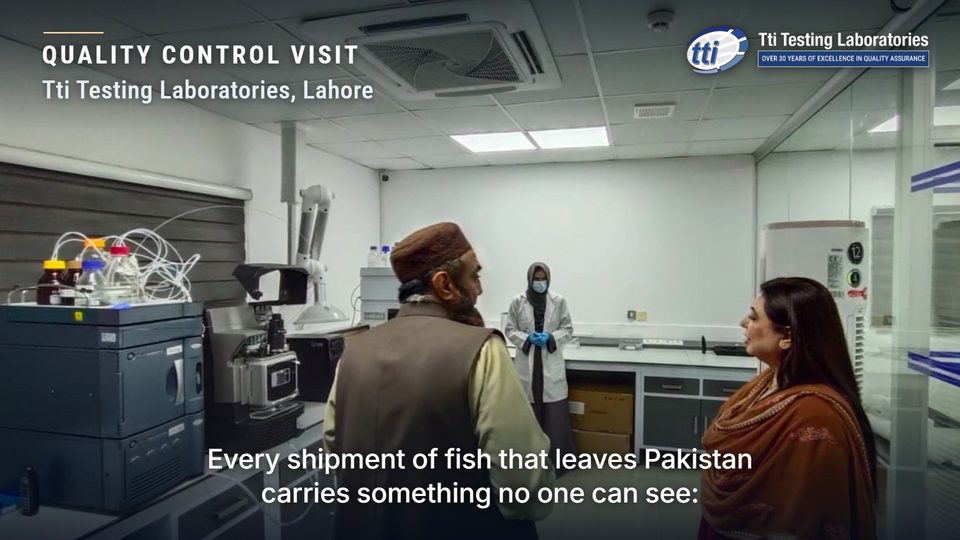 QUALITY CONTROL VISIT
Tti Testing Laboratories, Lahore
tti
Tti Testing Laboratories
OVER 30 YEARS OF EXCELLENCE IN QUALITY ASSURANCE
12
Every shipment of fish that leaves Pakistan
carries something no one can see: